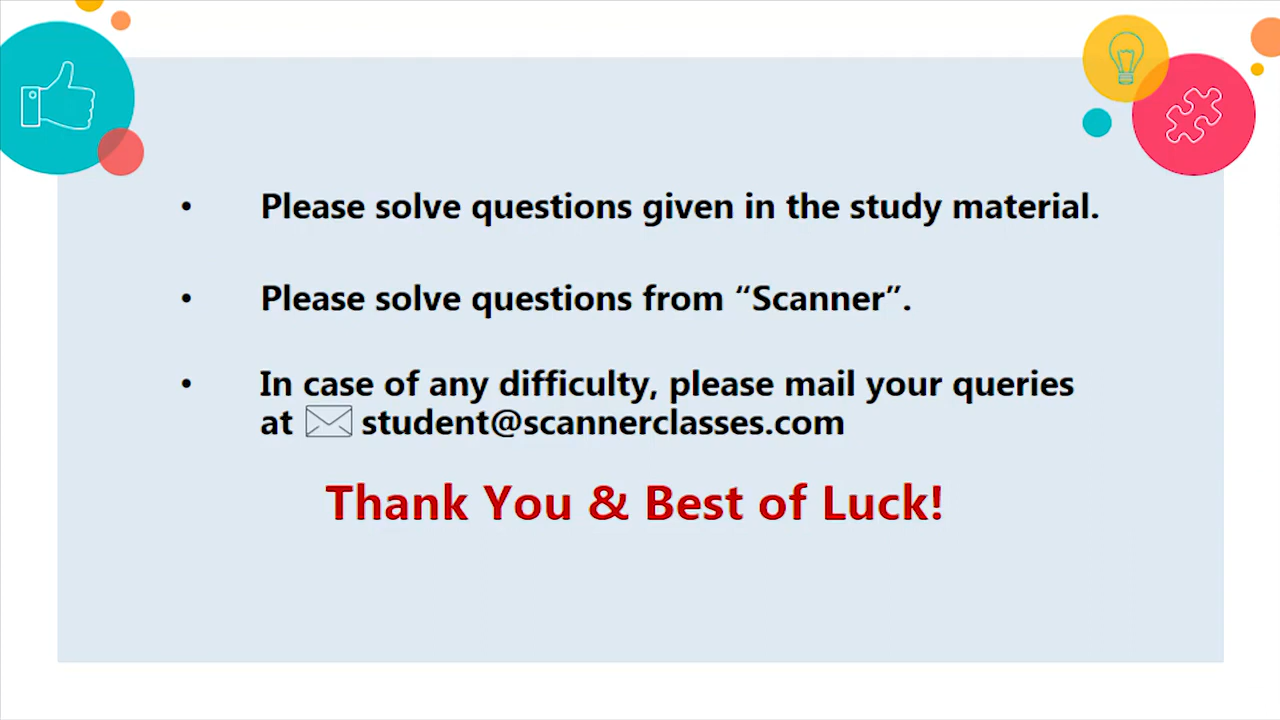 • Please solve questions given in the study material.
• Please solve questions from “Scanner”.
• In case of any difficulty, please mail your queries
at student@scannerclasses.com
Thank You & Best of Luck!